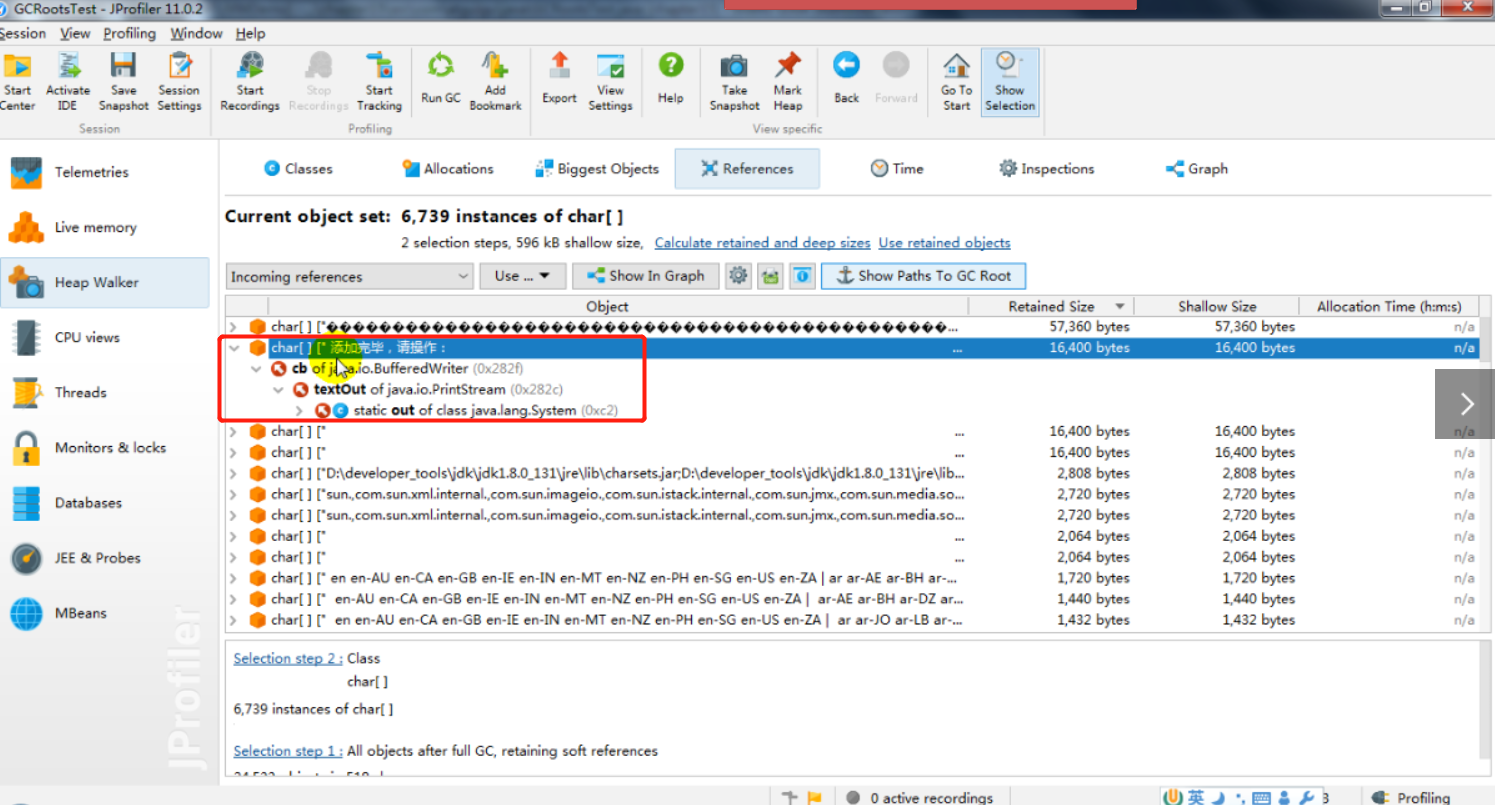 GCRootsTest - JProfiler 11.0.2
Session View Profiling Window Help
Start Center
Activate IDE
Save Snapshot
Session Settings
Start Recordings
Stop Recordings
Start Tracking
Run GC
Add Bookmark
Export
View Settings
Help
Take Snapshot
Mark Heap
Back
Forward
Go To Start
Show Selection
Session
Profiling
View specific
Telemetries
Live memory
Heap Walker
CPU views
Threads
Monitors & locks
Databases
JEE & Probes
MBeans
JProfiler
Classes Allocations Biggest Objects References Time Inspections Graph
Current object set: 6,739 instances of char[ ]
2 selection steps, 596 kB shallow size, Calculate retained and deep sizes Use retained objects
Incoming references Use ... Show In Graph Show Paths To GC Root
Object Retained Size Shallow Size Allocation Time (h:m:s)
char[ ] ["�������������������������������������������������... 57,360 bytes 57,360 bytes n/a
char[ ] [" 添加完毕，请操作： ... 16,400 bytes 16,400 bytes n/a
cb of java.io.BufferedWriter (0x282f)
textOut of java.io.PrintStream (0x282c)
static out of class java.lang.System (0xc2)
char[ ] [" ... 16,400 bytes 16,400 bytes n/a
char[ ] [" ... 16,400 bytes 16,400 bytes n/a
char[ ] ["D:\developer_tools\jdk\jdk1.8.0_131\jre\lib\charsets.jar;D:\developer_tools\jdk\jdk1.8.0_131\jre\lib... 2,808 bytes 2,808 bytes n/a
char[ ] ["sun.,com.sun.xml.internal.,com.sun.imageio.,com.sun.istack.internal.,com.sun.jmx.,com.sun.media.so... 2,720 bytes 2,720 bytes n/a
char[ ] ["sun.,com.sun.xml.internal.,com.sun.imageio.,com.sun.istack.internal.,com.sun.jmx.,com.sun.media.so... 2,720 bytes 2,720 bytes n/a
char[ ] [" ... 2,064 bytes 2,064 bytes n/a
char[ ] [" ... 2,064 bytes 2,064 bytes n/a
char[ ] [" en en-AU en-CA en-GB en-IE en-IN en-MT en-NZ en-PH en-SG en-US en-ZA | ar ar-AE ar-BH ar-... 1,720 bytes 1,720 bytes n/a
char[ ] ["  en-AU en-CA en-GB en-IE en-IN en-MT en-NZ en-PH en-SG en-US en-ZA |  ar-AE ar-BH ar-DZ ar... 1,440 bytes 1,440 bytes n/a
char[ ] ["  en en-AU en-CA en-GB en-IE en-IN en-MT en-NZ en-PH en-SG en-US en-ZA |  ar ar-JO ar-LB ar-... 1,432 bytes 1,432 bytes n/a
Selection step 2 : Class
char[ ]
6,739 instances of char[ ]
Selection step 1 : All objects after full GC, retaining soft references
0 active recordings
英
Profiling